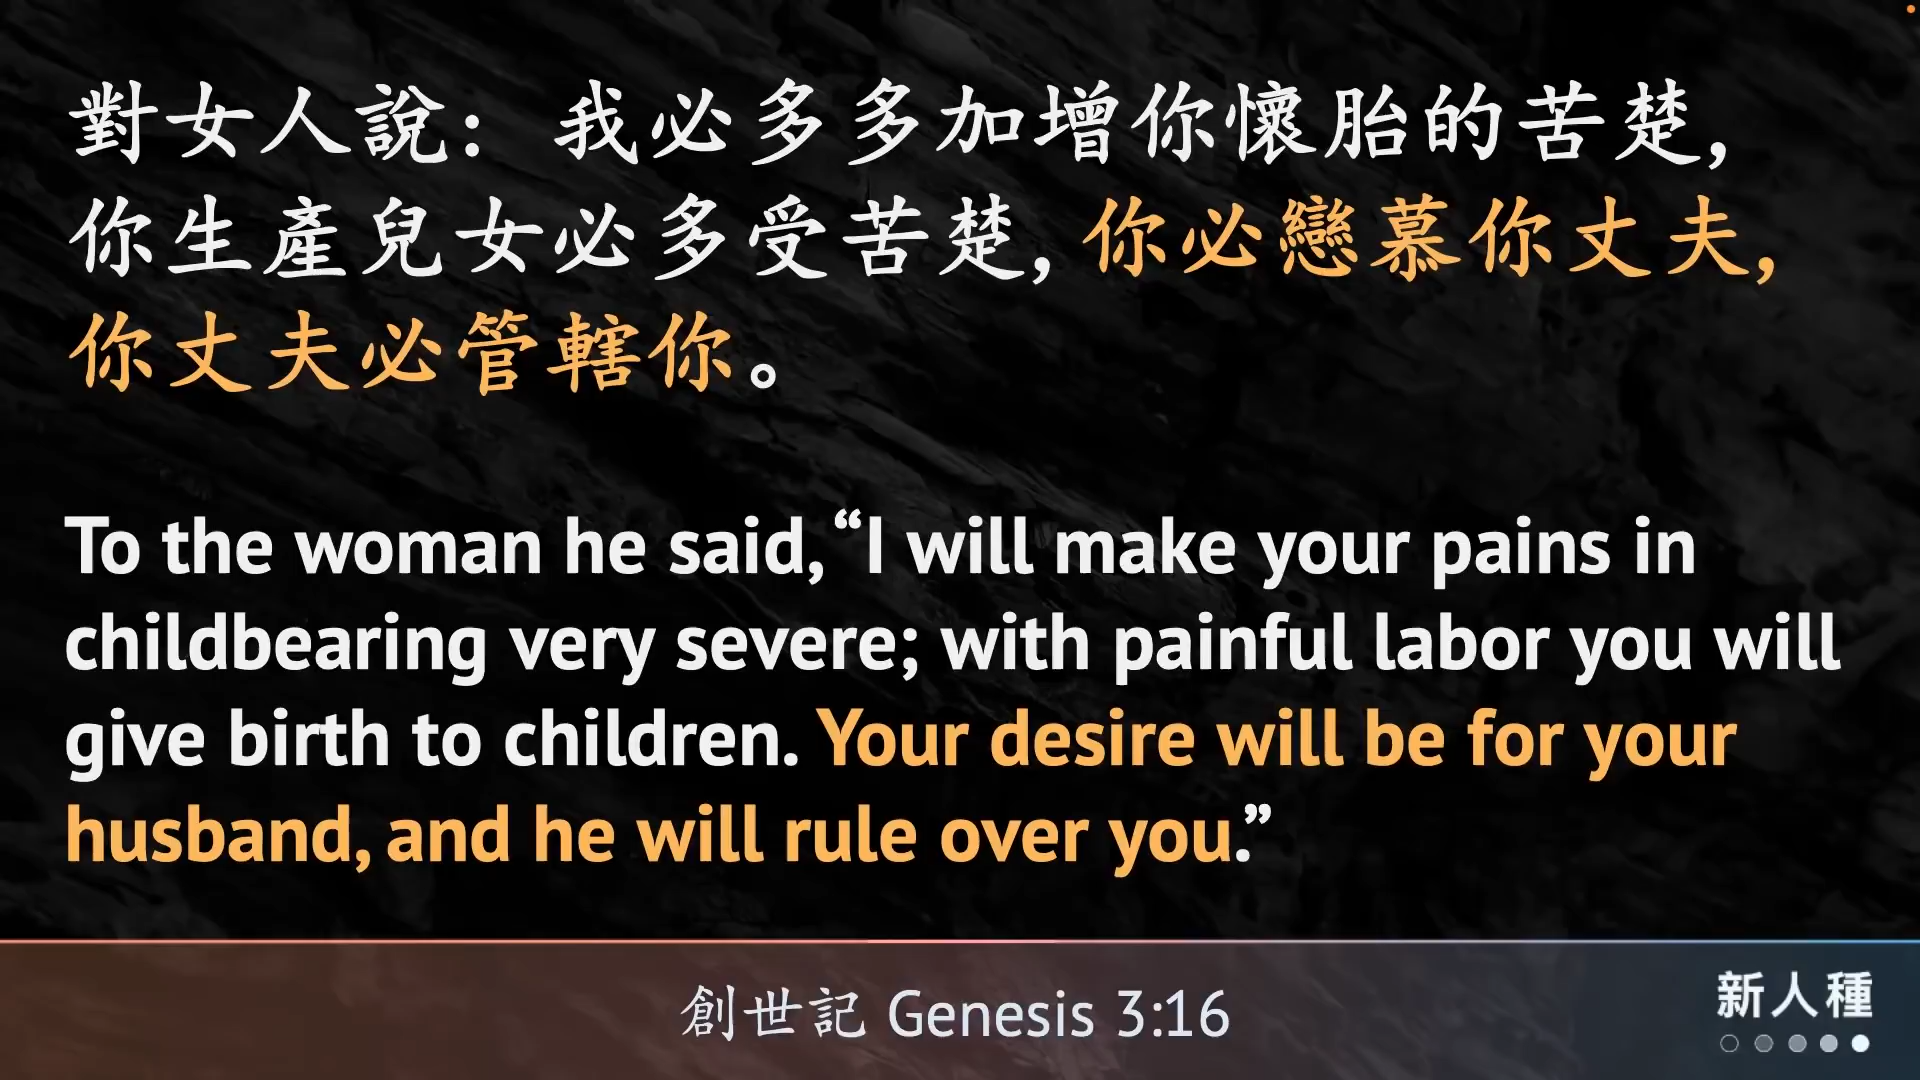 對女人說：我必多多加增你懷胎的苦楚,
你生產兒女必多受苦楚, 你必戀慕你丈夫,
你丈夫必管轄你。
To the woman he said, “I will make your pains in
childbearing very severe; with painful labor you will
give birth to children. Your desire will be for your
husband, and he will rule over you.”
創世記 Genesis 3:16
新人種